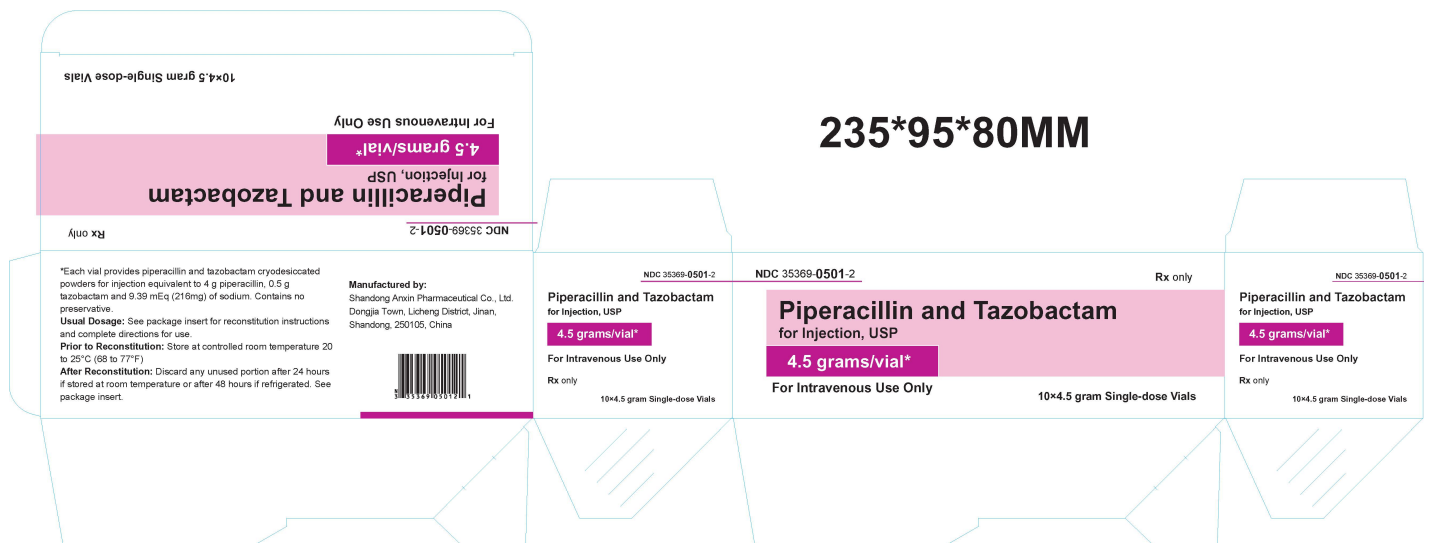 10×4.5 gram Single-dose Vials
For Intravenous Use Only
4.5 grams/vial*
for Injection, USP
Piperacillin and Tazobactam
NDC 35369-0501-2
Rx only
235*95*80MM
*Each vial provides piperacillin and tazobactam cryodesiccated
powders for injection equivalent to 4 g piperacillin, 0.5 g
tazobactam and 9.39 mEq (216mg) of sodium. Contains no
preservative.
Usual Dosage: See package insert for reconstitution instructions
and complete directions for use.
Prior to Reconstitution: Store at controlled room temperature 20
to 25°C (68 to 77°F)
After Reconstitution: Discard any unused portion after 24 hours
if stored at room temperature or after 48 hours if refrigerated. See
package insert.
Manufactured by:
Shandong Anxin Pharmaceutical Co., Ltd.
Dongjia Town, Licheng District, Jinan,
Shandong, 250105, China
N
3 35369 05012 1
NDC 35369-0501-2
Piperacillin and Tazobactam
for Injection, USP
4.5 grams/vial*
For Intravenous Use Only
Rx only
10×4.5 gram Single-dose Vials
NDC 35369-0501-2
Rx only
Piperacillin and Tazobactam
for Injection, USP
4.5 grams/vial*
For Intravenous Use Only
10×4.5 gram Single-dose Vials
NDC 35369-0501-2
Piperacillin and Tazobactam
for Injection, USP
4.5 grams/vial*
For Intravenous Use Only
Rx only
10×4.5 gram Single-dose Vials